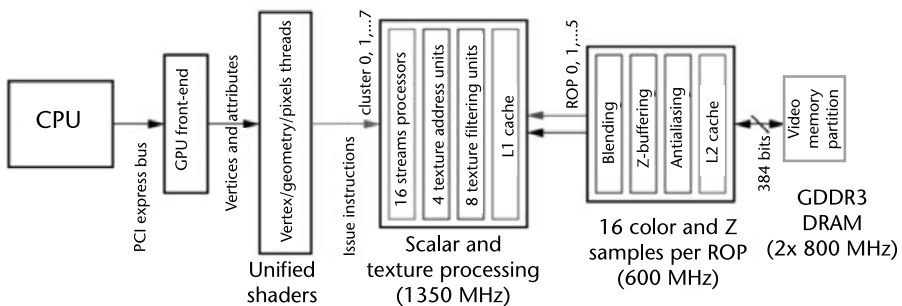 CPU
PCI express bus
GPU front-end
Vertices and attributes
Vertex/geometry/pixels threads
Unified
shaders
Issue instructions
cluster 0, 1,...7
16 streams processors
4 texture address units
8 texture filtering units
L1 cache
Scalar and
texture processing
(1350 MHz)
ROP 0, 1,...5
Blending
Z-buffering
Antialiasing
L2 cache
16 color and Z
samples per ROP
(600 MHz)
384 bits
Video
memory
partition
GDDR3
DRAM
(2x 800 MHz)